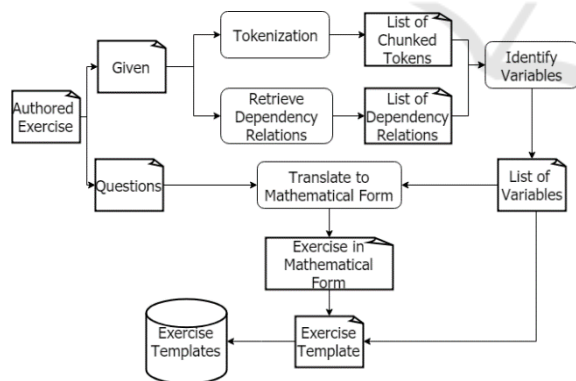 Authored
Exercise
Given
Questions
Tokenization
Retrieve
Dependency
Relations
List of
Chunked
Tokens
List of
Dependency
Relations
Identify
Variables
List of
Variables
Translate to
Mathematical Form
Exercise in
Mathematical
Form
Exercise
Template
Exercise
Templates